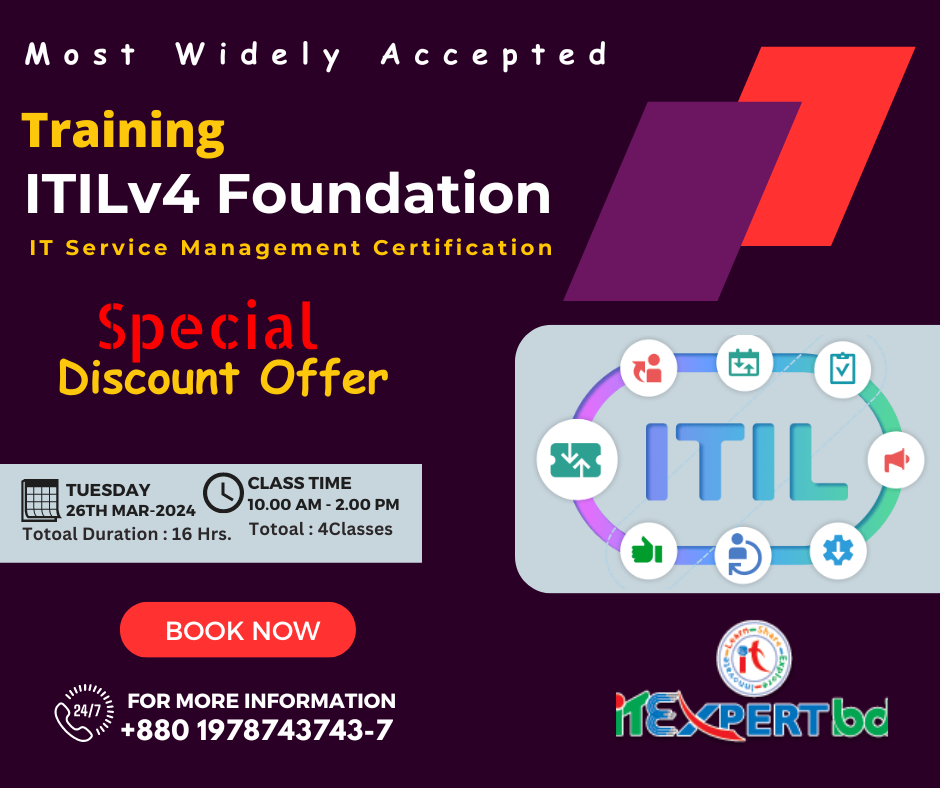 Most Widely Accepted
Training
ITILv4 Foundation
IT Service Management Certification
Special
Discount Offer
TUESDAY
26TH MAR-2024
Totoal Duration : 16 Hrs.
CLASS TIME
10.00 AM - 2.00 PM
Totoal : 4Classes
ITIL
BOOK NOW
24/7
FOR MORE INFORMATION
+880 1978743743-7
Learn Share Explore Innovate
it
iTEXPERTbd